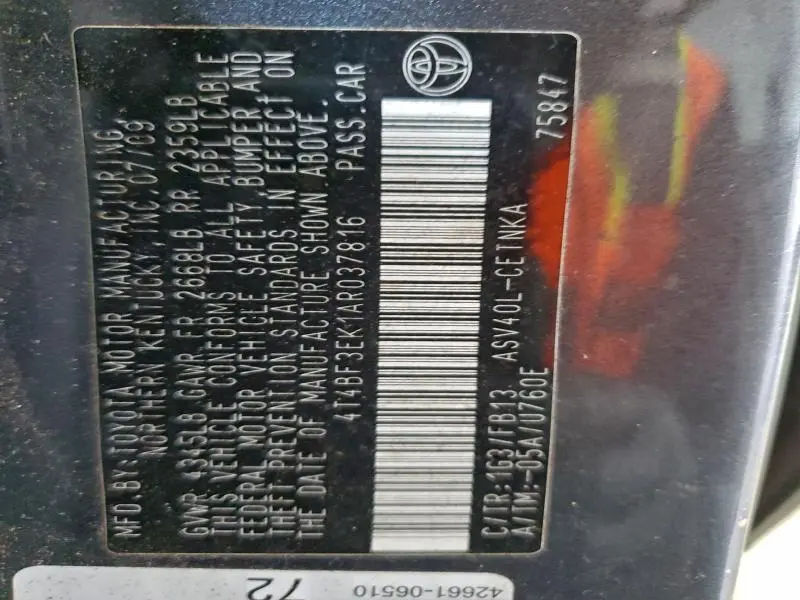 MFD.BY:TOYOTA MOTOR MANUFACTURING,
NORTHERN KENTUCKY, INC 07/09
GWR 4345LB GAWR FR 2668LB RR 2359LB
THIS VEHICLE CONFORMS TO ALL APPLICABLE
FEDERAL MOTOR VEHICLE SAFETY, BUMPER AND
THEFT PREVENTION STANDARDS IN EFFECT ON
THE DATE OF MANUFACTURE SHOWN ABOVE.
4T4BF3EK1AR037816 PASS.CAR
C/TR:1G3/FB13 ASV40L-CETNKA
A/TM:-05A/U760E 75847
42661-06510
72